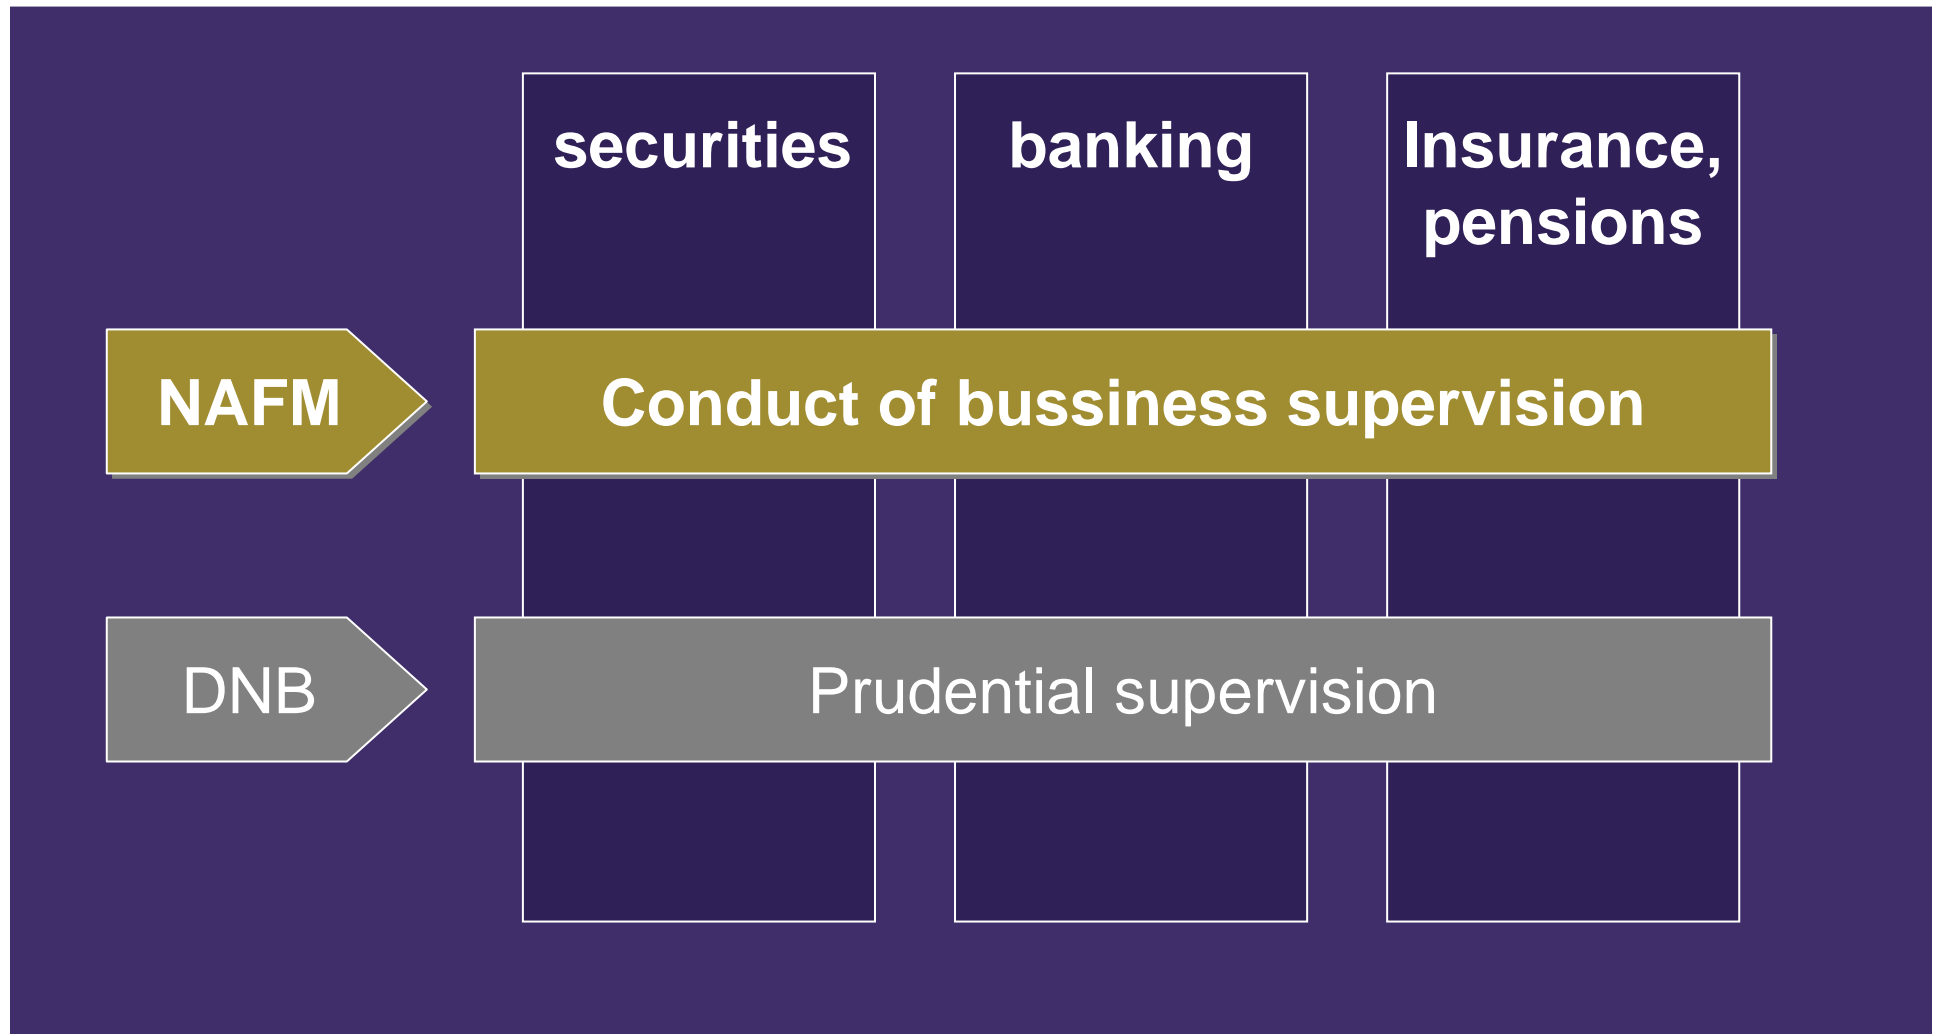 securities
banking
Insurance,
pensions
NAFM
Conduct of bussiness supervision
DNB
Prudential supervision